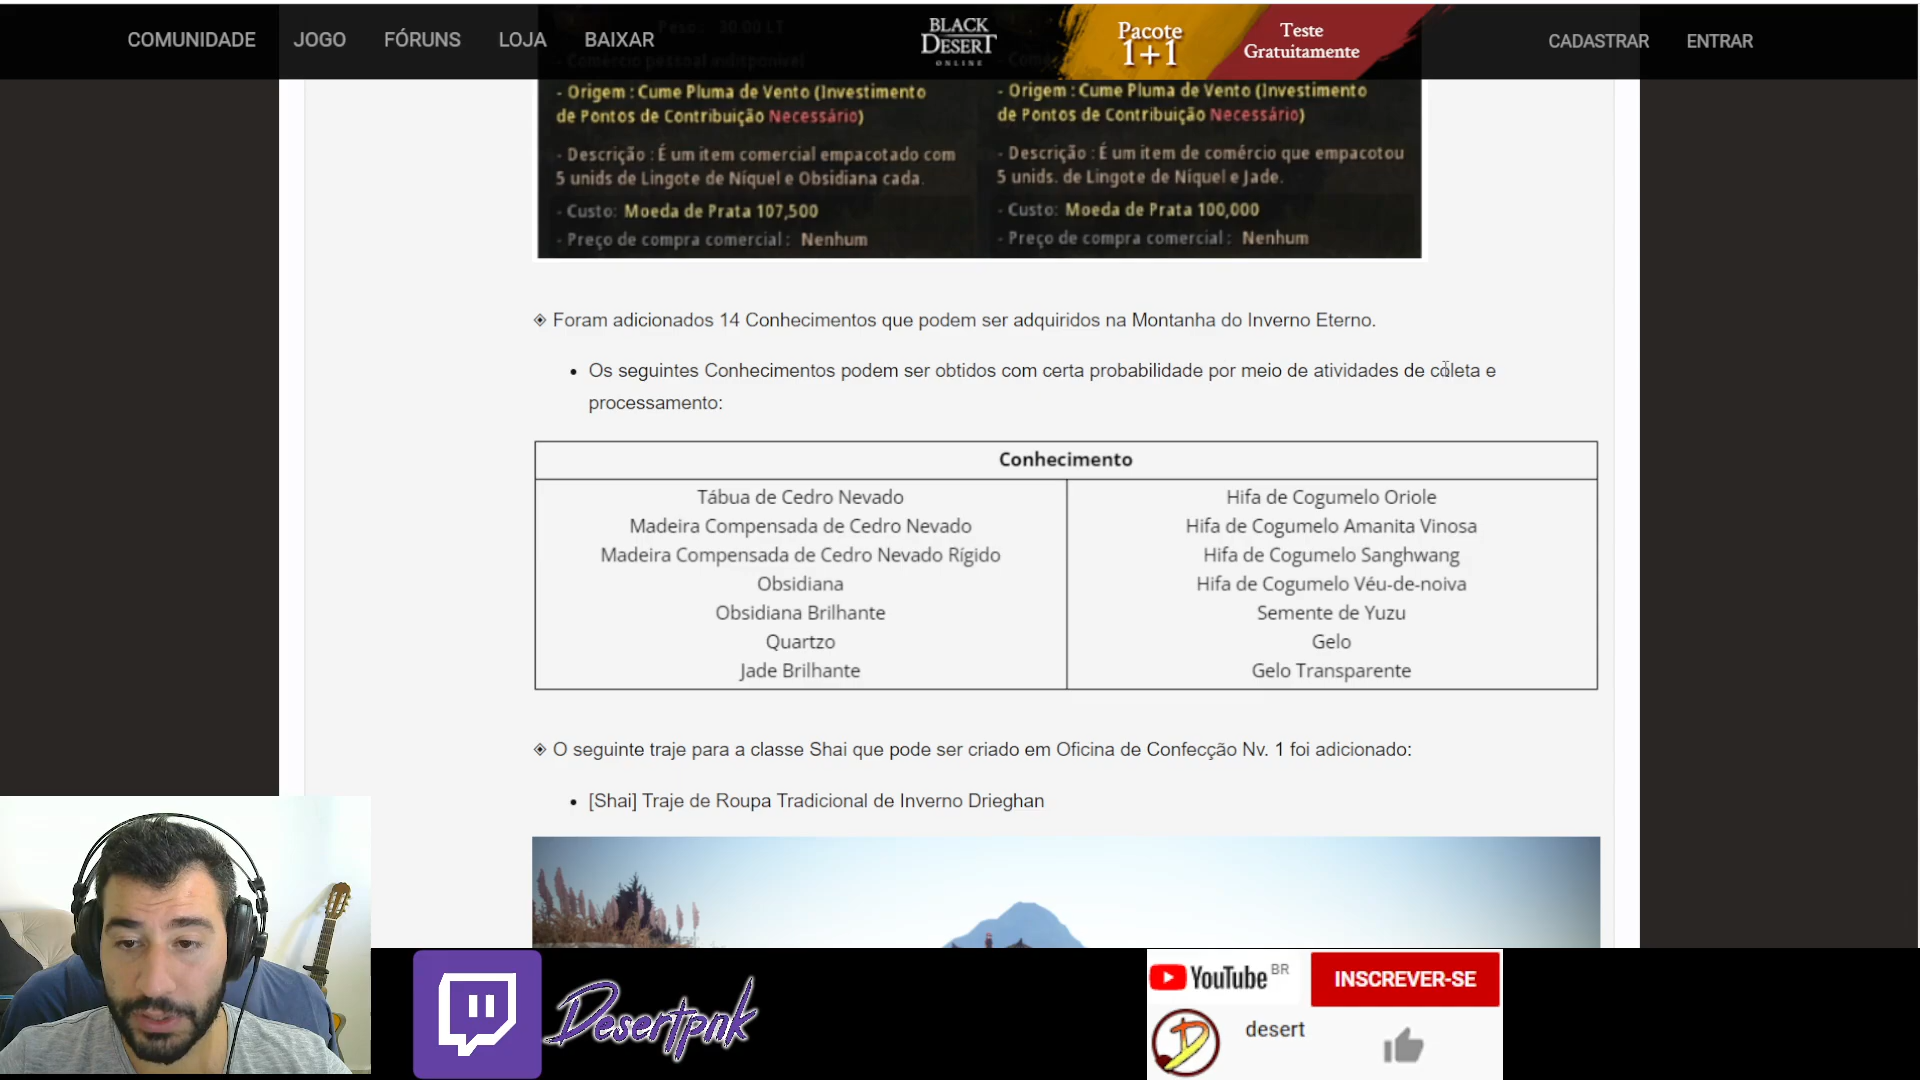 COMUNIDADE JOGO FÓRUNS LOJA BAIXAR
BLACK
DESERT
ONLINE
Pacote
1+1
Teste
Gratuitamente
CADASTRAR ENTRAR
Peso: 30.00 LT
- Comércio pessoal indisponível
- Origem : Cume Pluma de Vento (Investimento
de Pontos de Contribuição Necessário)
- Descrição : É um item comercial empacotado com
5 unids de Lingote de Níquel e Obsidiana cada.
- Custo: Moeda de Prata 107,500
- Preço de compra comercial : Nenhum
- Origem : Cume Pluma de Vento (Investimento
de Pontos de Contribuição Necessário)
- Descrição : É um item de comércio que empacotou
5 unids. de Lingote de Níquel e Jade.
- Custo: Moeda de Prata 100,000
- Preço de compra comercial : Nenhum
◈ Foram adicionados 14 Conhecimentos que podem ser adquiridos na Montanha do Inverno Eterno.
• Os seguintes Conhecimentos podem ser obtidos com certa probabilidade por meio de atividades de coleta e
processamento:
Conhecimento
Tábua de Cedro Nevado
Madeira Compensada de Cedro Nevado
Madeira Compensada de Cedro Nevado Rígido
Obsidiana
Obsidiana Brilhante
Quartzo
Jade Brilhante
Hifa de Cogumelo Oriole
Hifa de Cogumelo Amanita Vinosa
Hifa de Cogumelo Sanghwang
Hifa de Cogumelo Véu-de-noiva
Semente de Yuzu
Gelo
Gelo Transparente
◈ O seguinte traje para a classe Shai que pode ser criado em Oficina de Confecção Nv. 1 foi adicionado:
• [Shai] Traje de Roupa Tradicional de Inverno Drieghan
Desertpnk
YouTube BR
INSCREVER-SE
D
desert